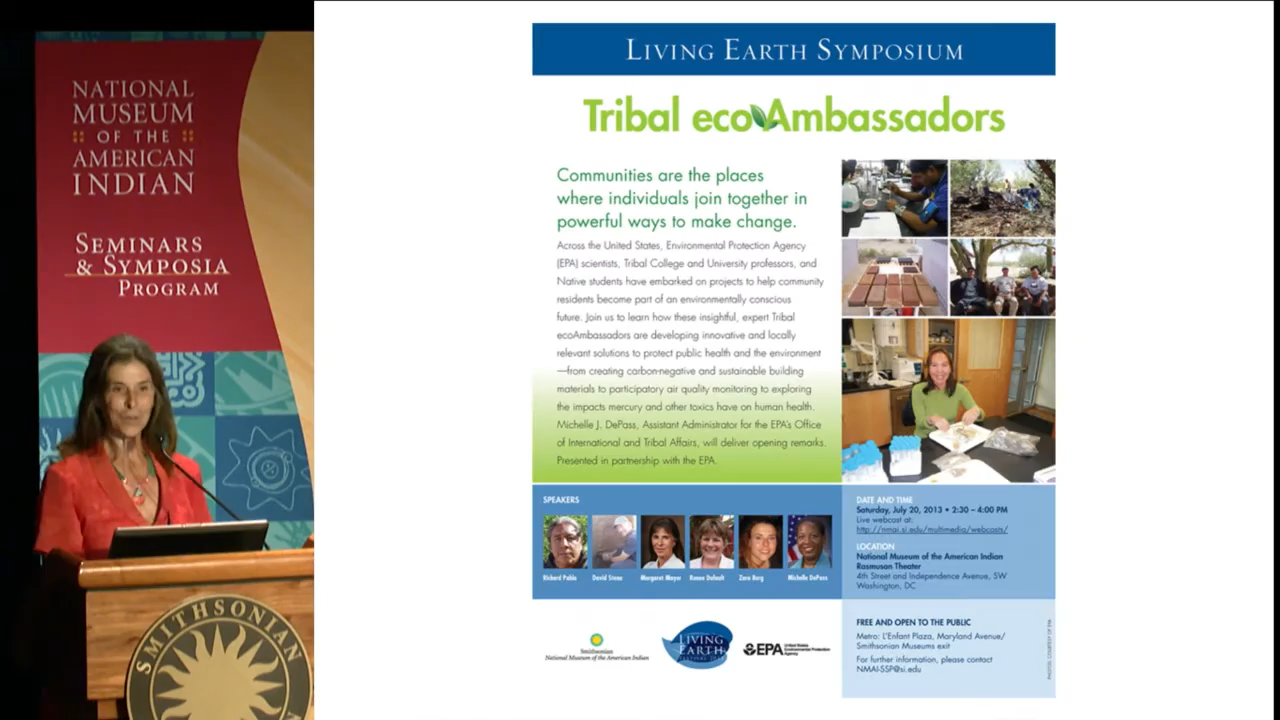 NATIONAL
MUSEUM
OF THE
AMERICAN
INDIAN
SEMINARS
& SYMPOSIA
PROGRAM
SMITHSONIAN
LIVING EARTH SYMPOSIUM
Tribal ecoAmbassadors
Communities are the places
where individuals join together in
powerful ways to make change.
Across the United States, Environmental Protection Agency
(EPA) scientists, Tribal College and University professors, and
Native students have embarked on projects to help community
residents become part of an environmentally conscious
future. Join us to learn how these insightful, expert Tribal
ecoAmbassadors are developing innovative and locally
relevant solutions to protect public health and the environment
—from creating carbon-negative and sustainable building
materials to participatory air quality monitoring to exploring
the impacts mercury and other toxics have on human health.
Michelle J. DePass, Assistant Administrator for the EPA's Office
of International and Tribal Affairs, will deliver opening remarks.
Presented in partnership with the EPA.
SPEAKERS
Richard Pablo David Margaret Moyer Renee Dufault Zara Berg Michelle DePass
DATE AND TIME
Saturday, July 20, 2013 • 2:30 – 4:00 PM
Live webcast at:
http://nmai.si.edu/multimedia/webcasts/
LOCATION
National Museum of the American Indian
Rasmuson Theater
4th Street and Independence Avenue, SW
Washington, DC
FREE AND OPEN TO THE PUBLIC
Metro: L'Enfant Plaza, Maryland Avenue/
Smithsonian Museums exit
For further information, please contact
NMAI-SSP@si.edu
Smithsonian
National Museum of the American Indian
LIVING
EARTH
FESTIVAL
EPA United States
Environmental Protection
Agency
PHOTOS COURTESY OF EPA